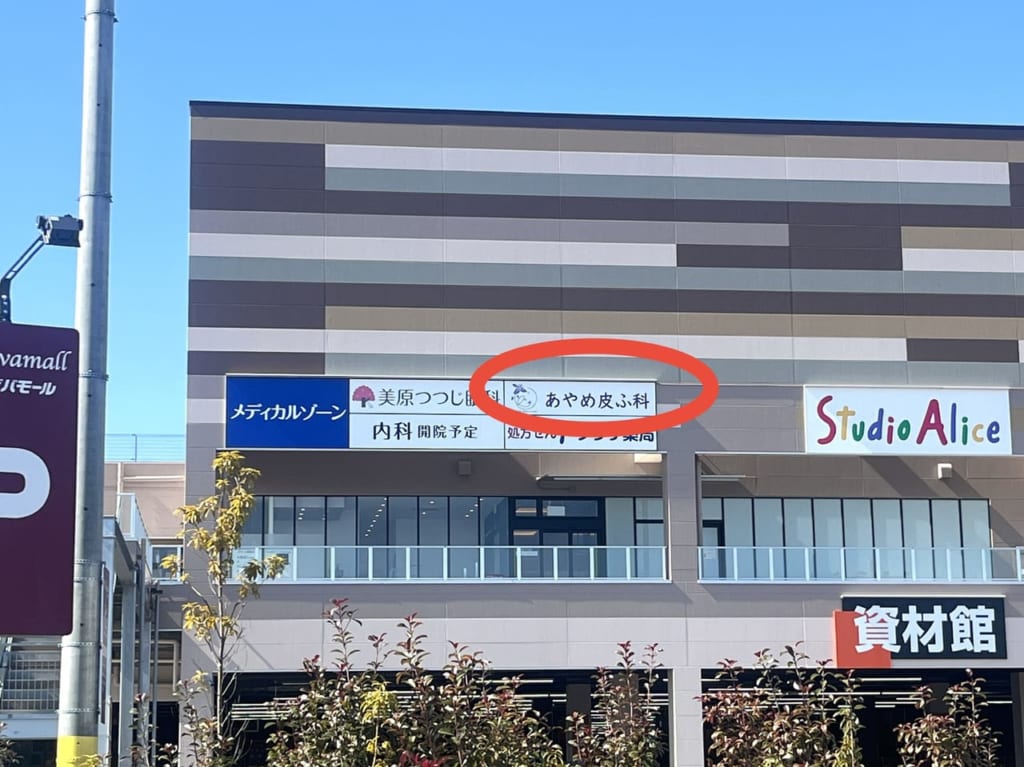 vamall
バモール
メディカルゾーン
美原つつじ眼科
あやめ皮ふ科
内科 開院予定
処方せん
薬局
Studio Alice
資材館